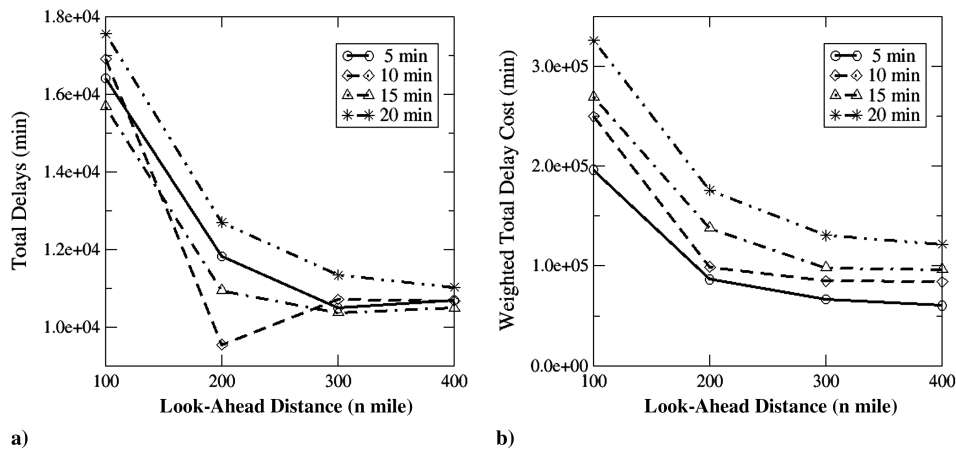 1.8e+04
1.6e+04
1.4e+04
1.2e+04
1.0e+04
Total Delays (min)
5 min
10 min
15 min
20 min
100 200 300 400
Look-Ahead Distance (n mile)
a)
3.0e+05
2.0e+05
1.0e+05
0.0e+00
Weighted Total Delay Cost (min)
5 min
10 min
15 min
20 min
100 200 300 400
Look-Ahead Distance (n mile)
b)